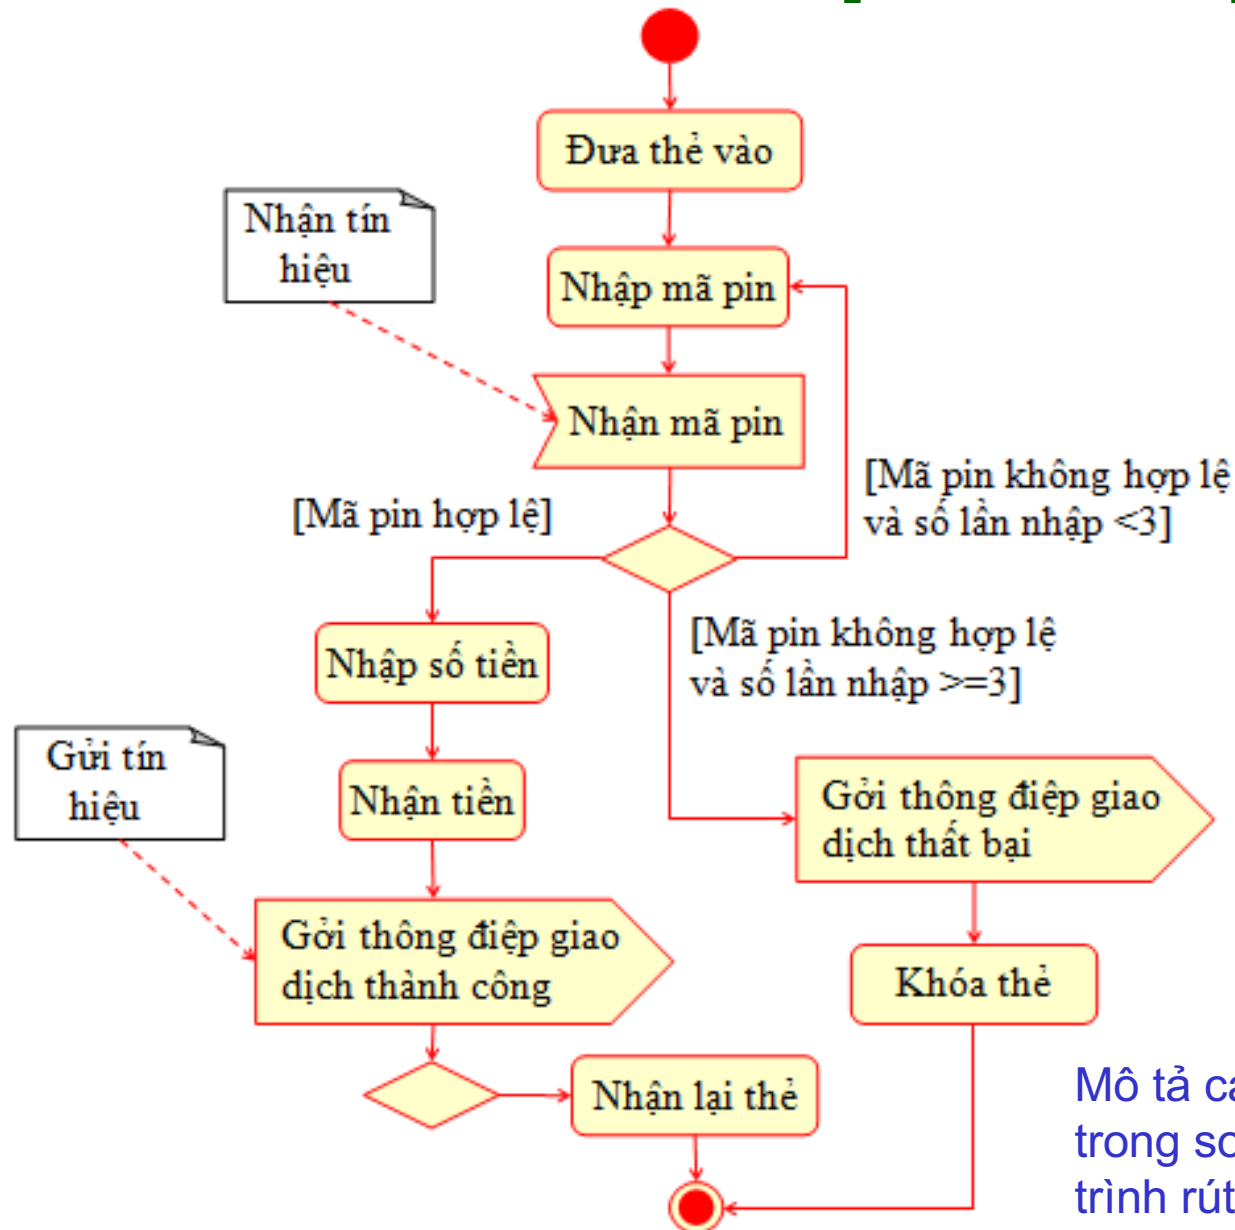 Đưa thẻ vào
Nhận tín
hiệu
Nhập mã pin
Nhận mã pin
[Mã pin không hợp lệ
và số lần nhập <3]
[Mã pin hợp lệ]
[Mã pin không hợp lệ
và số lần nhập >=3]
Nhập số tiền
Gửi tín
hiệu
Nhận tiền
Gởi thông điệp giao
dịch thất bại
Gởi thông điệp giao
dịch thành công
Khóa thẻ
Nhận lại thẻ
Mô tả
trong
trình rút